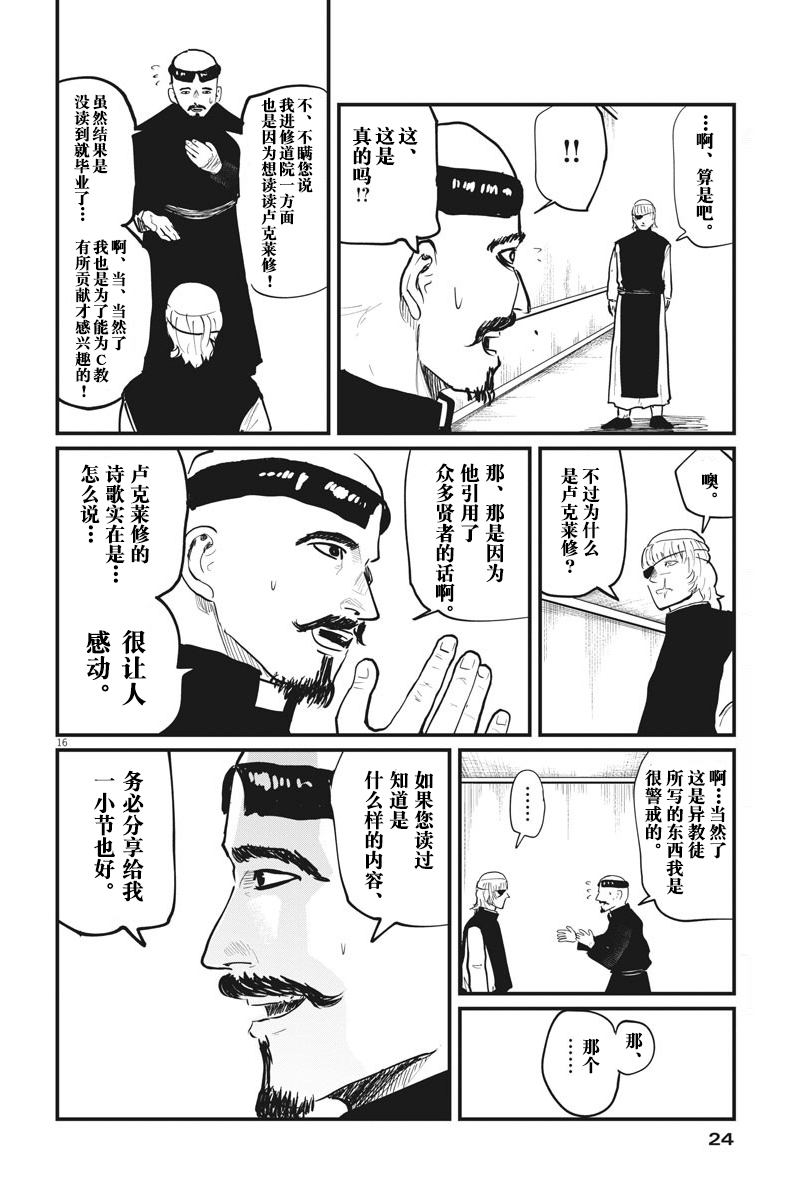 …啊、算是吧。
!!
这、
这是
真的吗!?
不、不瞒您说
我进修道院一方面
也是因为想读读卢克莱修！
虽然结果是
没读到就毕业了…
啊、当、当然了
我也是为了能为C教
有所贡献才感兴趣的！
噢。
不过为什么
是卢克莱修？
那、那是因为
他引用了
众多贤者的话啊。
卢克莱修的
诗歌实在是…
怎么说…
很让人
感动。
16
啊…当然了
这是异教徒
所写的东西我是
很警戒的。
……
那、
那个
……
如果您读过
知道是
什么样的内容、
务必分享给我
一小节也好。
24